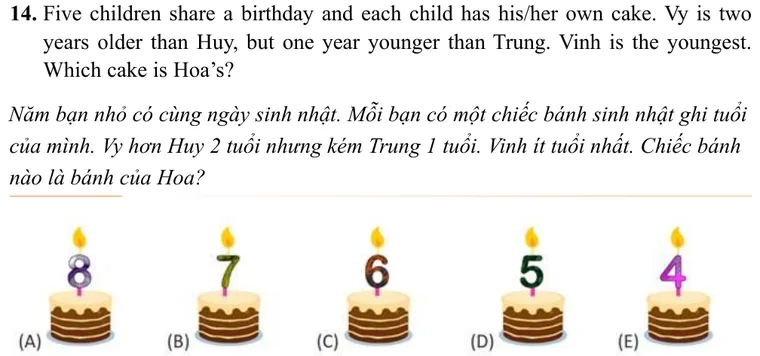 14. Five children share a birthday and each child has his/her own cake. Vy is two
years older than Huy, but one year younger than Trung. Vinh is the youngest.
Which cake is Hoa's?
Năm bạn nhỏ có cùng ngày sinh nhật. Mỗi bạn có một chiếc bánh sinh nhật ghi tuổi
của mình. Vy hơn Huy 2 tuổi nhưng kém Trung 1 tuổi. Vinh ít tuổi nhất. Chiếc bánh
nào là bánh của Hoa?
8 7 6 5 4
(A) (B) (C) (D) (E)